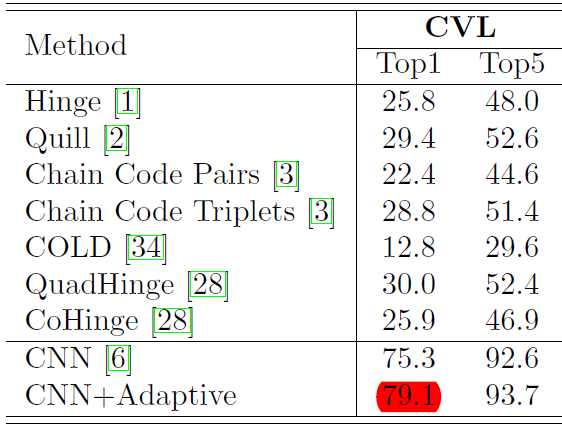 Method CVL
Top1 Top5
Hinge [1] 25.8 48.0
Quill [2] 29.4 52.6
Chain Code Pairs [3] 22.4 44.6
Chain Code Triplets [3] 28.8 51.4
COLD [34] 12.8 29.6
QuadHinge [28] 30.0 52.4
CoHinge [28] 25.9 46.9
CNN [6] 75.3 92.6
CNN+Adaptive 79.1 93.7